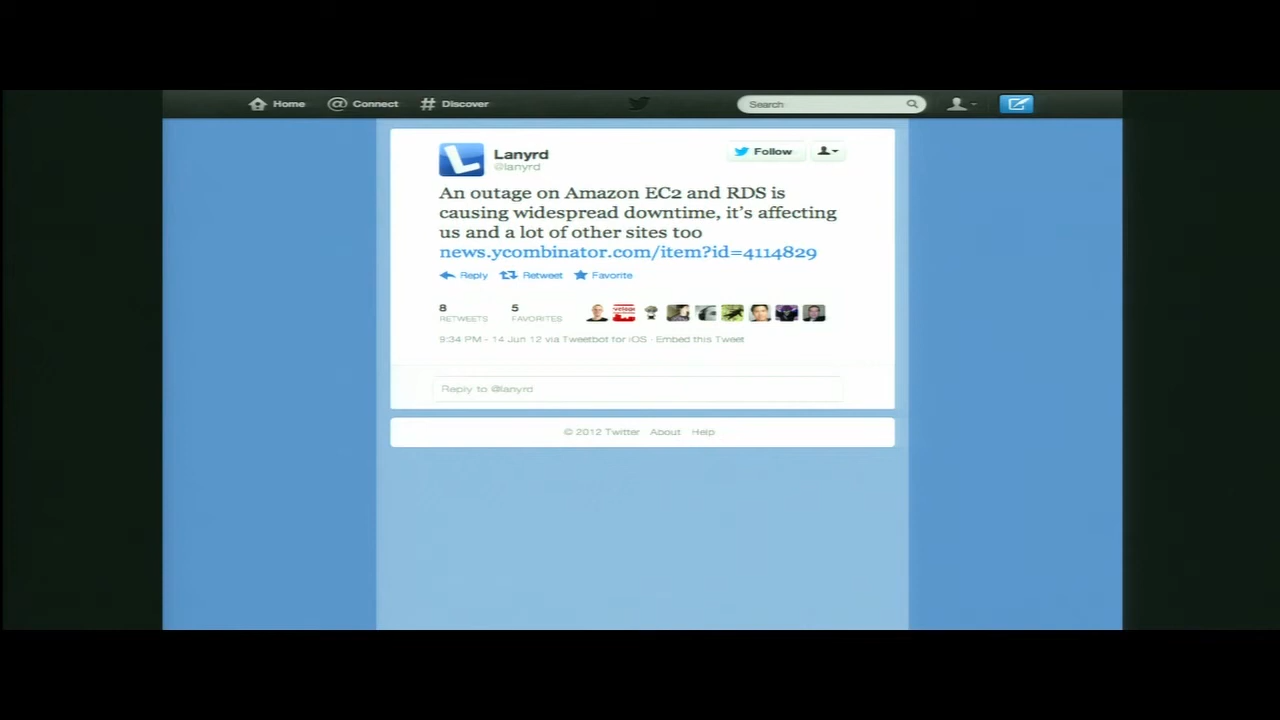 Home @ Connect # Discover Search
Lanyrd
@lanyrd
Follow
An outage on Amazon EC2 and RDS is
causing widespread downtime, it's affecting
us and a lot of other sites too
news.ycombinator.com/item?id=4114829
Reply Retweet Favorite
8 5
RETWEETS FAVORITES
9:34 PM - 14 Jun 12 via Tweetbot for iOS · Embed this Tweet
Reply to @lanyrd
© 2012 Twitter About Help